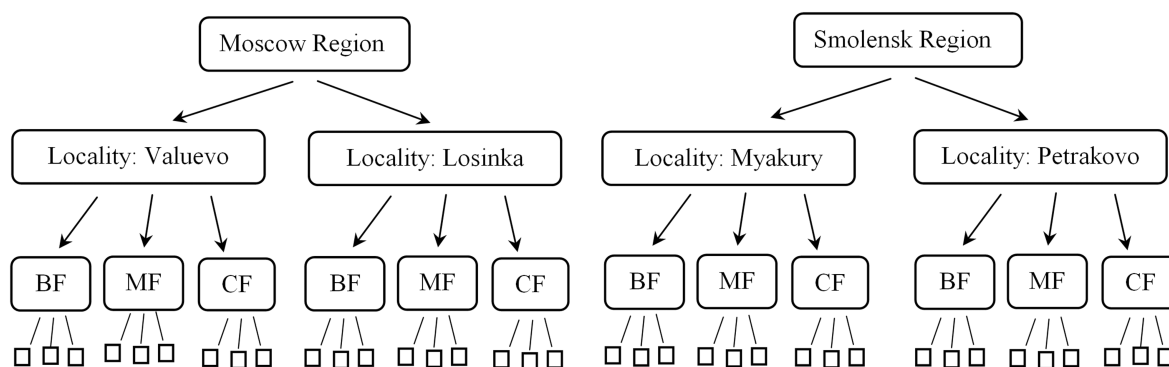 Moscow Region
Smolensk Region
Locality: Valuevo
Locality: Losinka
Locality: Myakury
Locality: Petrakovo
BF
MF
CF
BF
MF
CF
BF
MF
CF
BF
MF
CF